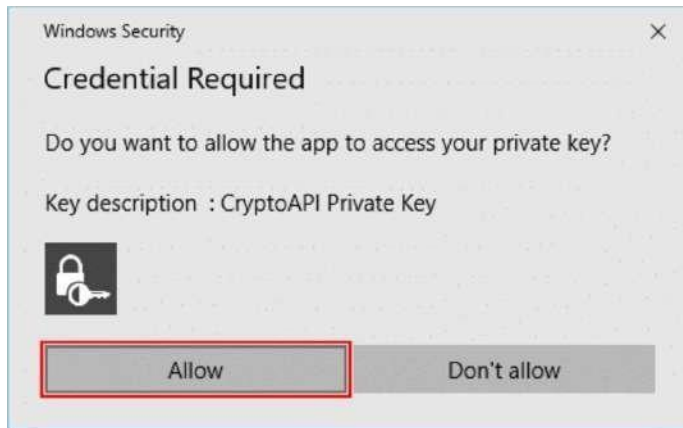 Windows Security
Credential Required
Do you want to allow the app to access your private key?
Key description : CryptoAPI Private Key
Allow
Don't allow